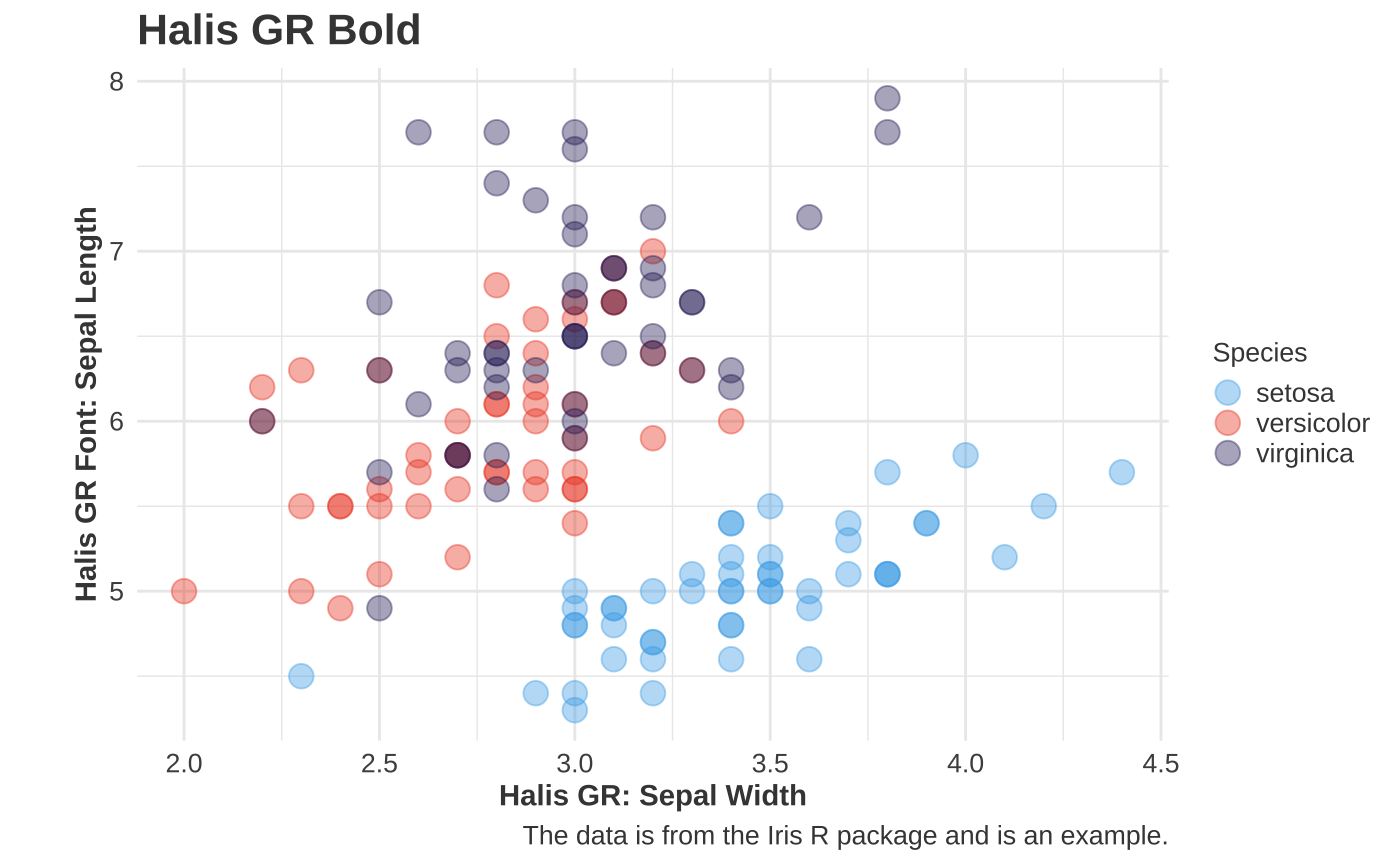 Halis GR Bold
Halis GR Font: Sepal Length
8
7
6
5
2.0 2.5 3.0 3.5 4.0 4.5
Halis GR: Sepal Width
The data is from the Iris R package and is an example.
Species
setosa
versicolor
virginica